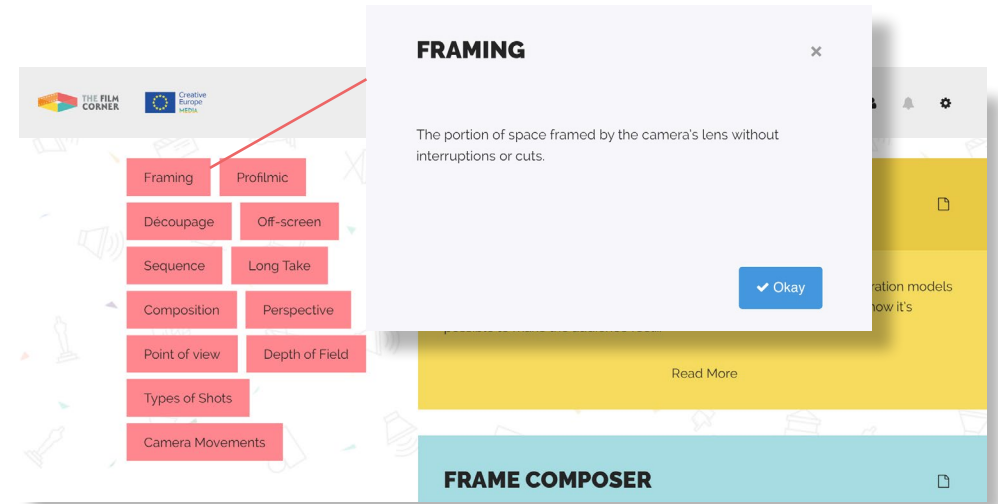 THE FILM
CORNER
Creative
Europe
MEDIA
Framing
Profilmic
Découpage
Off-screen
Sequence
Long Take
Composition
Perspective
Point of view
Depth of Field
Types of Shots
Camera Movements
FRAMING
×
The portion of space framed by the camera's lens without
interruptions or cuts.
Okay
ration models
how it's
Read More
FRAME COMPOSER